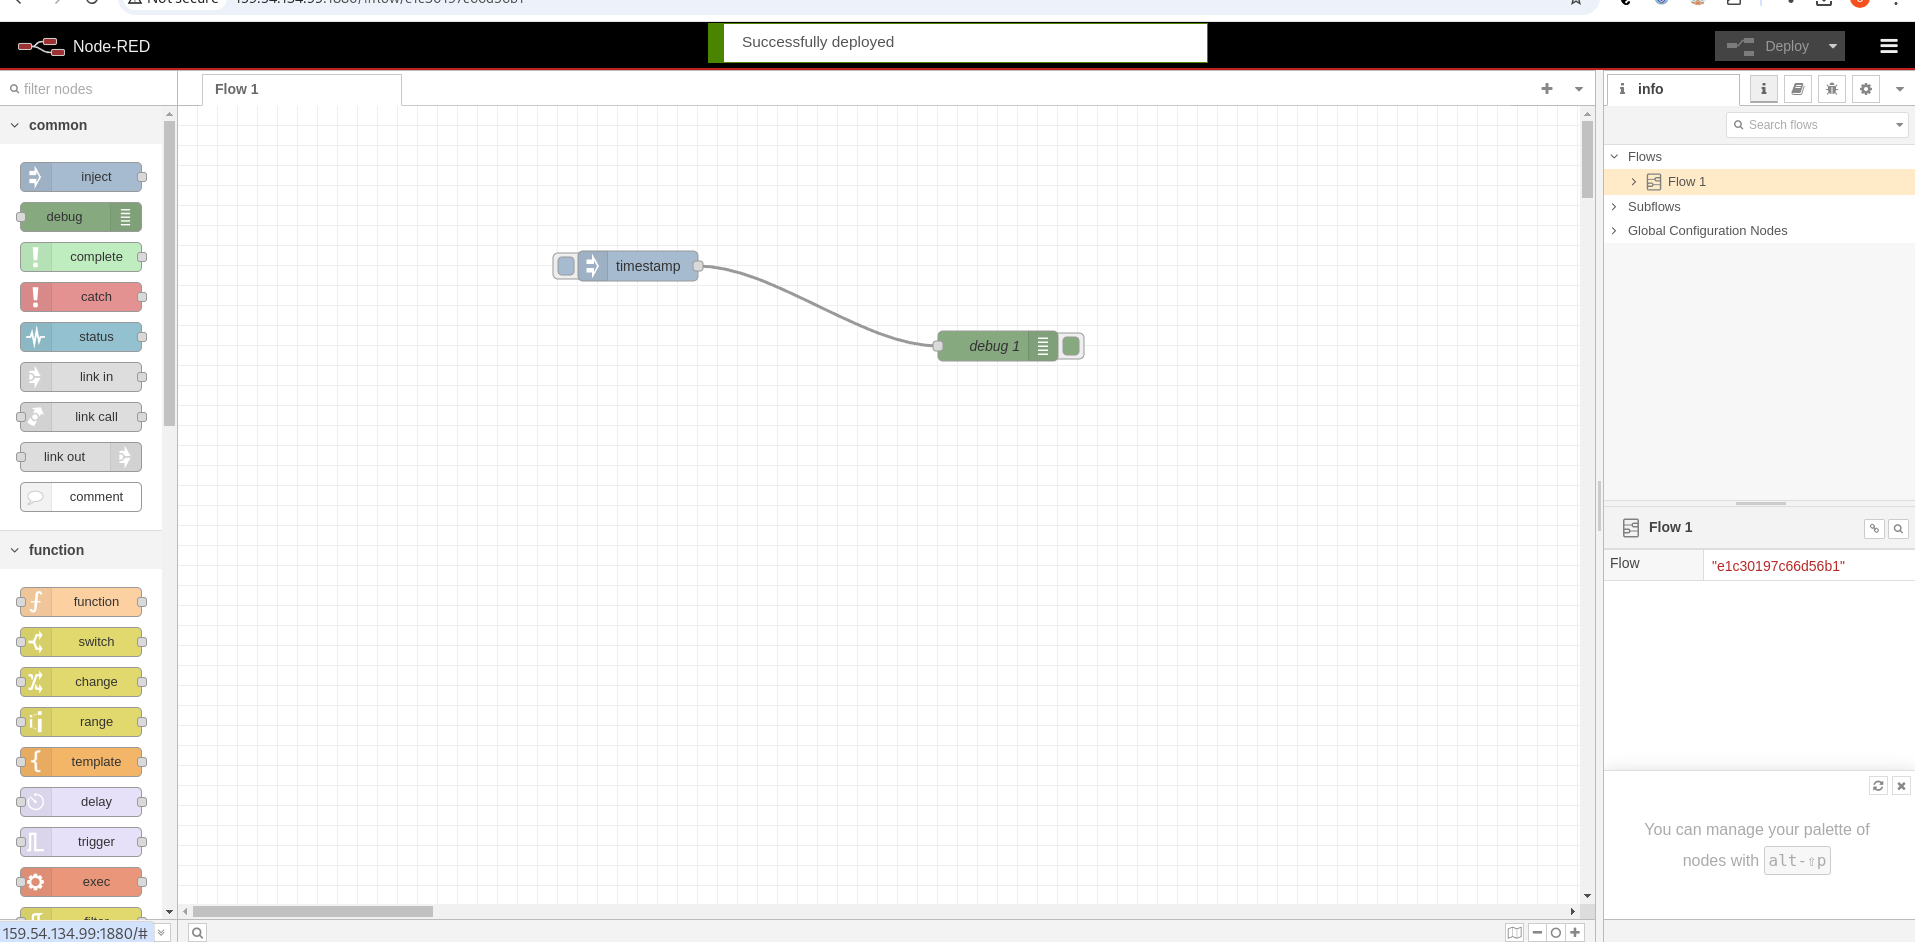 Not secure
Node-RED
Successfully deployed
Deploy
filter nodes
Flow 1
info
common
Search flows
inject
debug
complete
catch
status
link in
link call
link out
comment
function
function
switch
change
range
template
delay
trigger
exec
filter
timestamp
debug 1
Flows
Flow 1
Subflows
Global Configuration Nodes
Flow 1
Flow
"e1c30197c66d56b1"
You can manage your palette of
nodes with alt-⇧p
159.54.134.99:1880/#